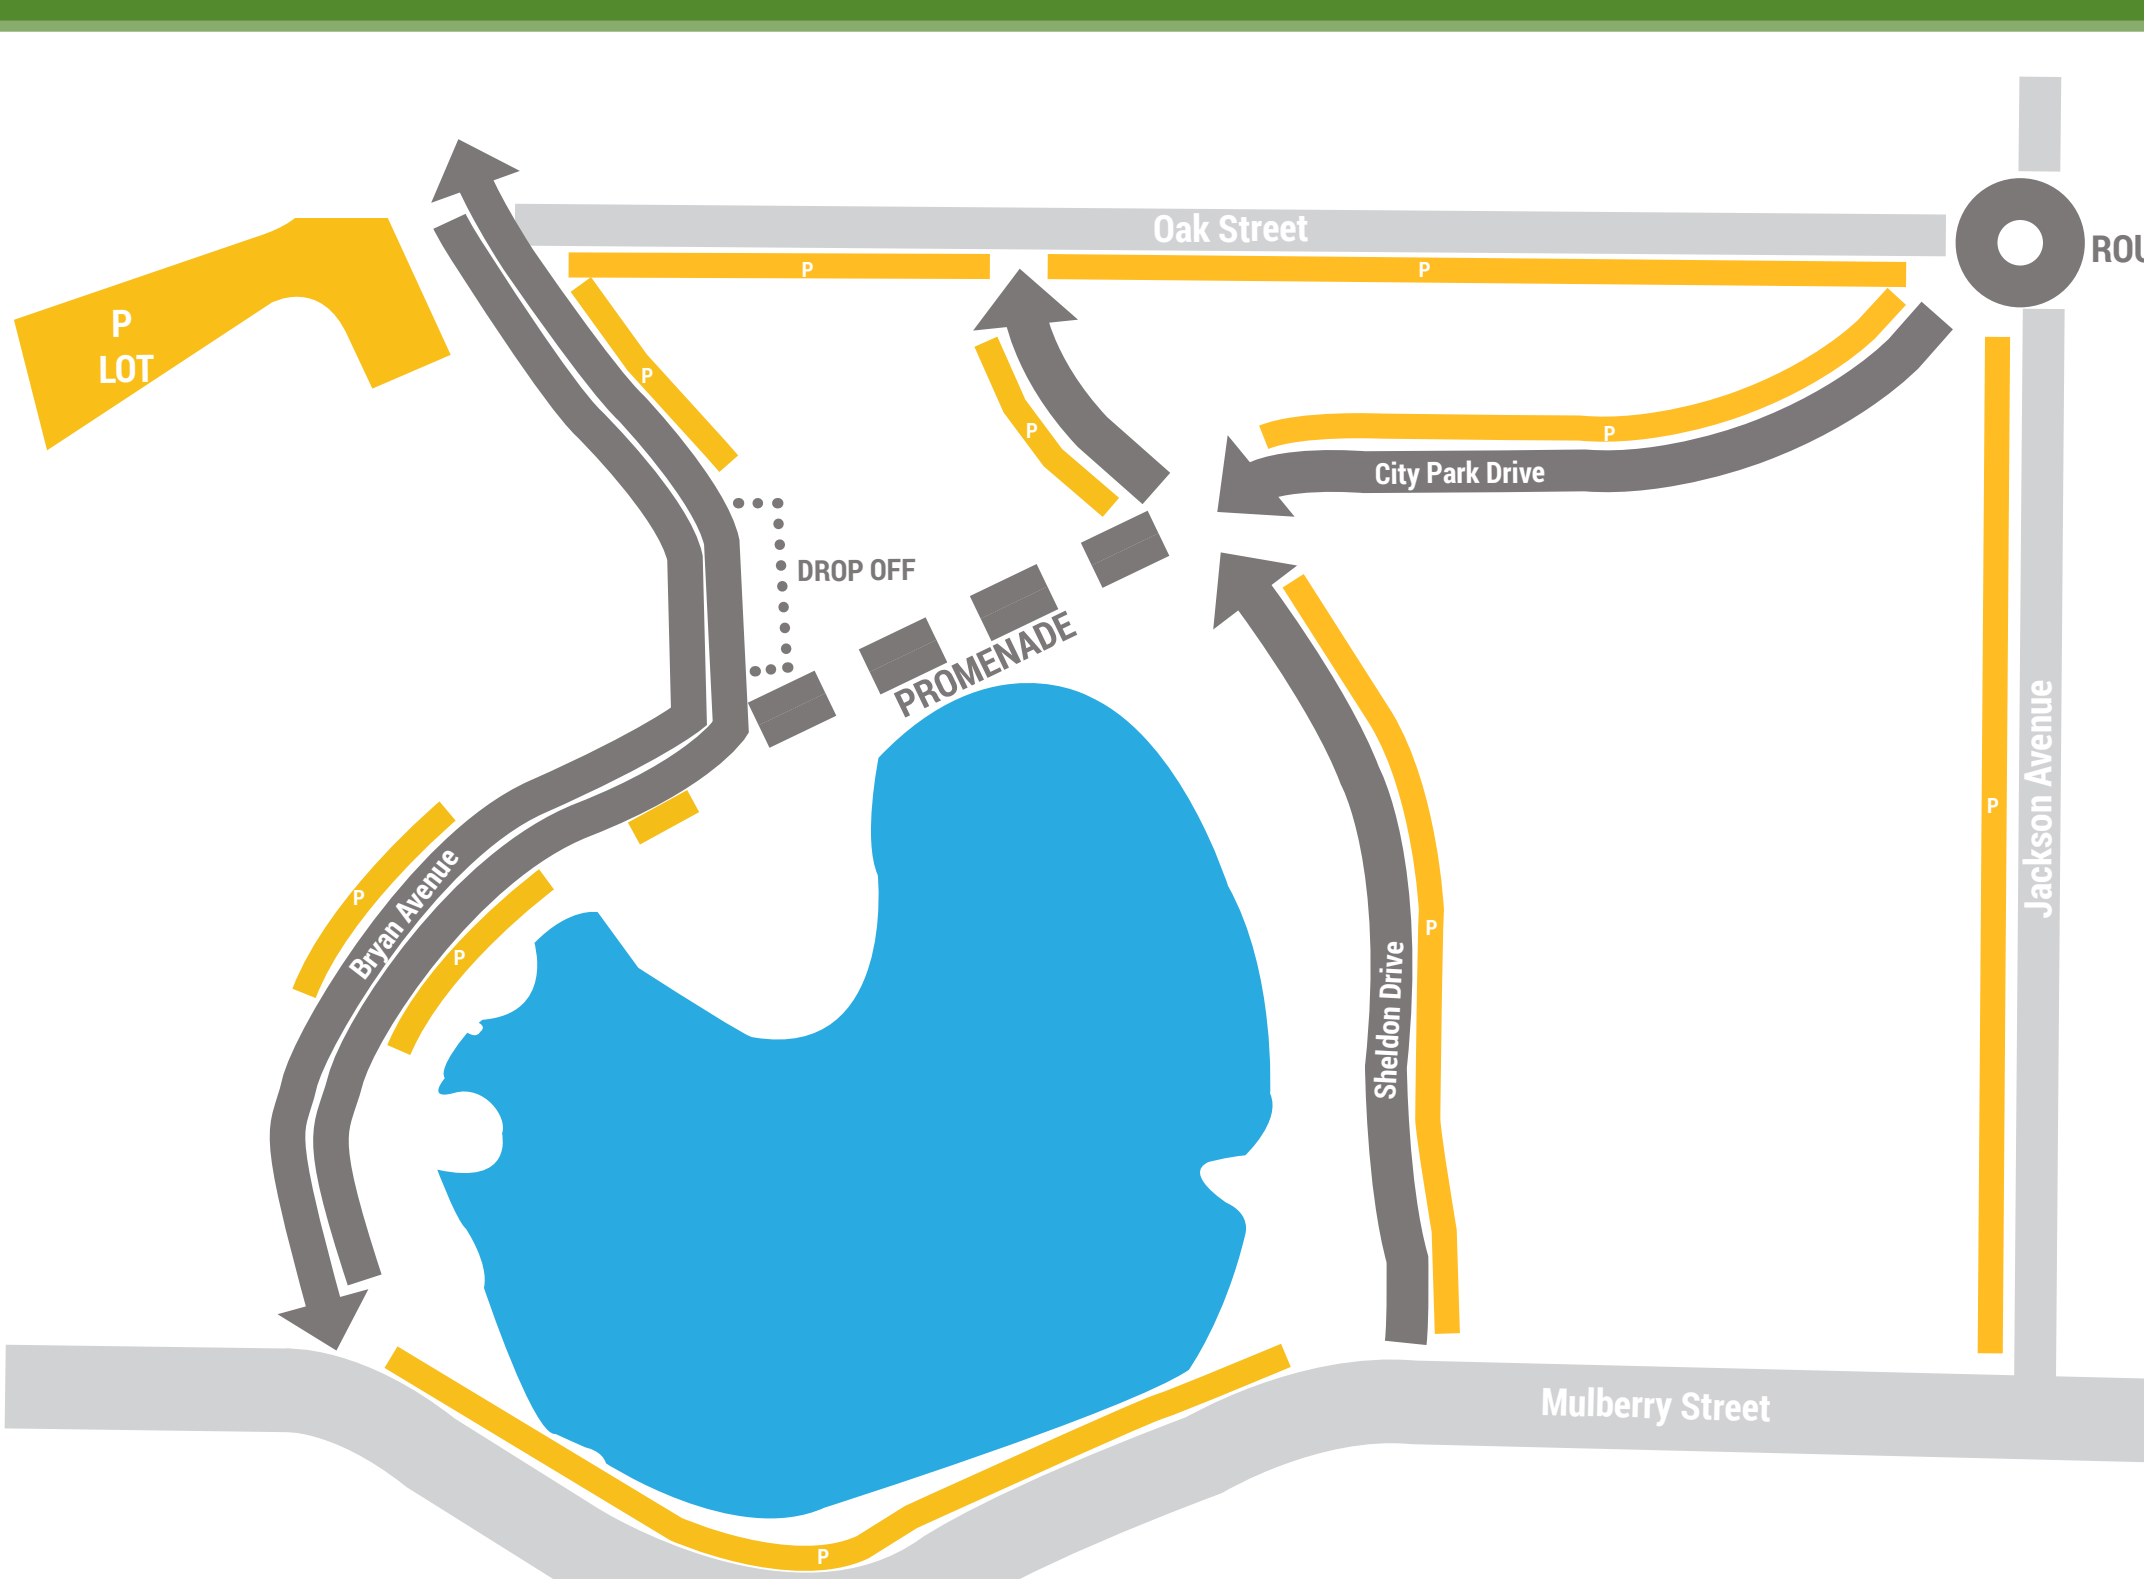 Oak Street
ROU
P
P
P
LOT
P
P
P
City Park Drive
DROP OFF
PROMENADE
Jackson Avenue
P
Bryan Avenue
P
P
P
Sheldon Drive
Mulberry Street
P